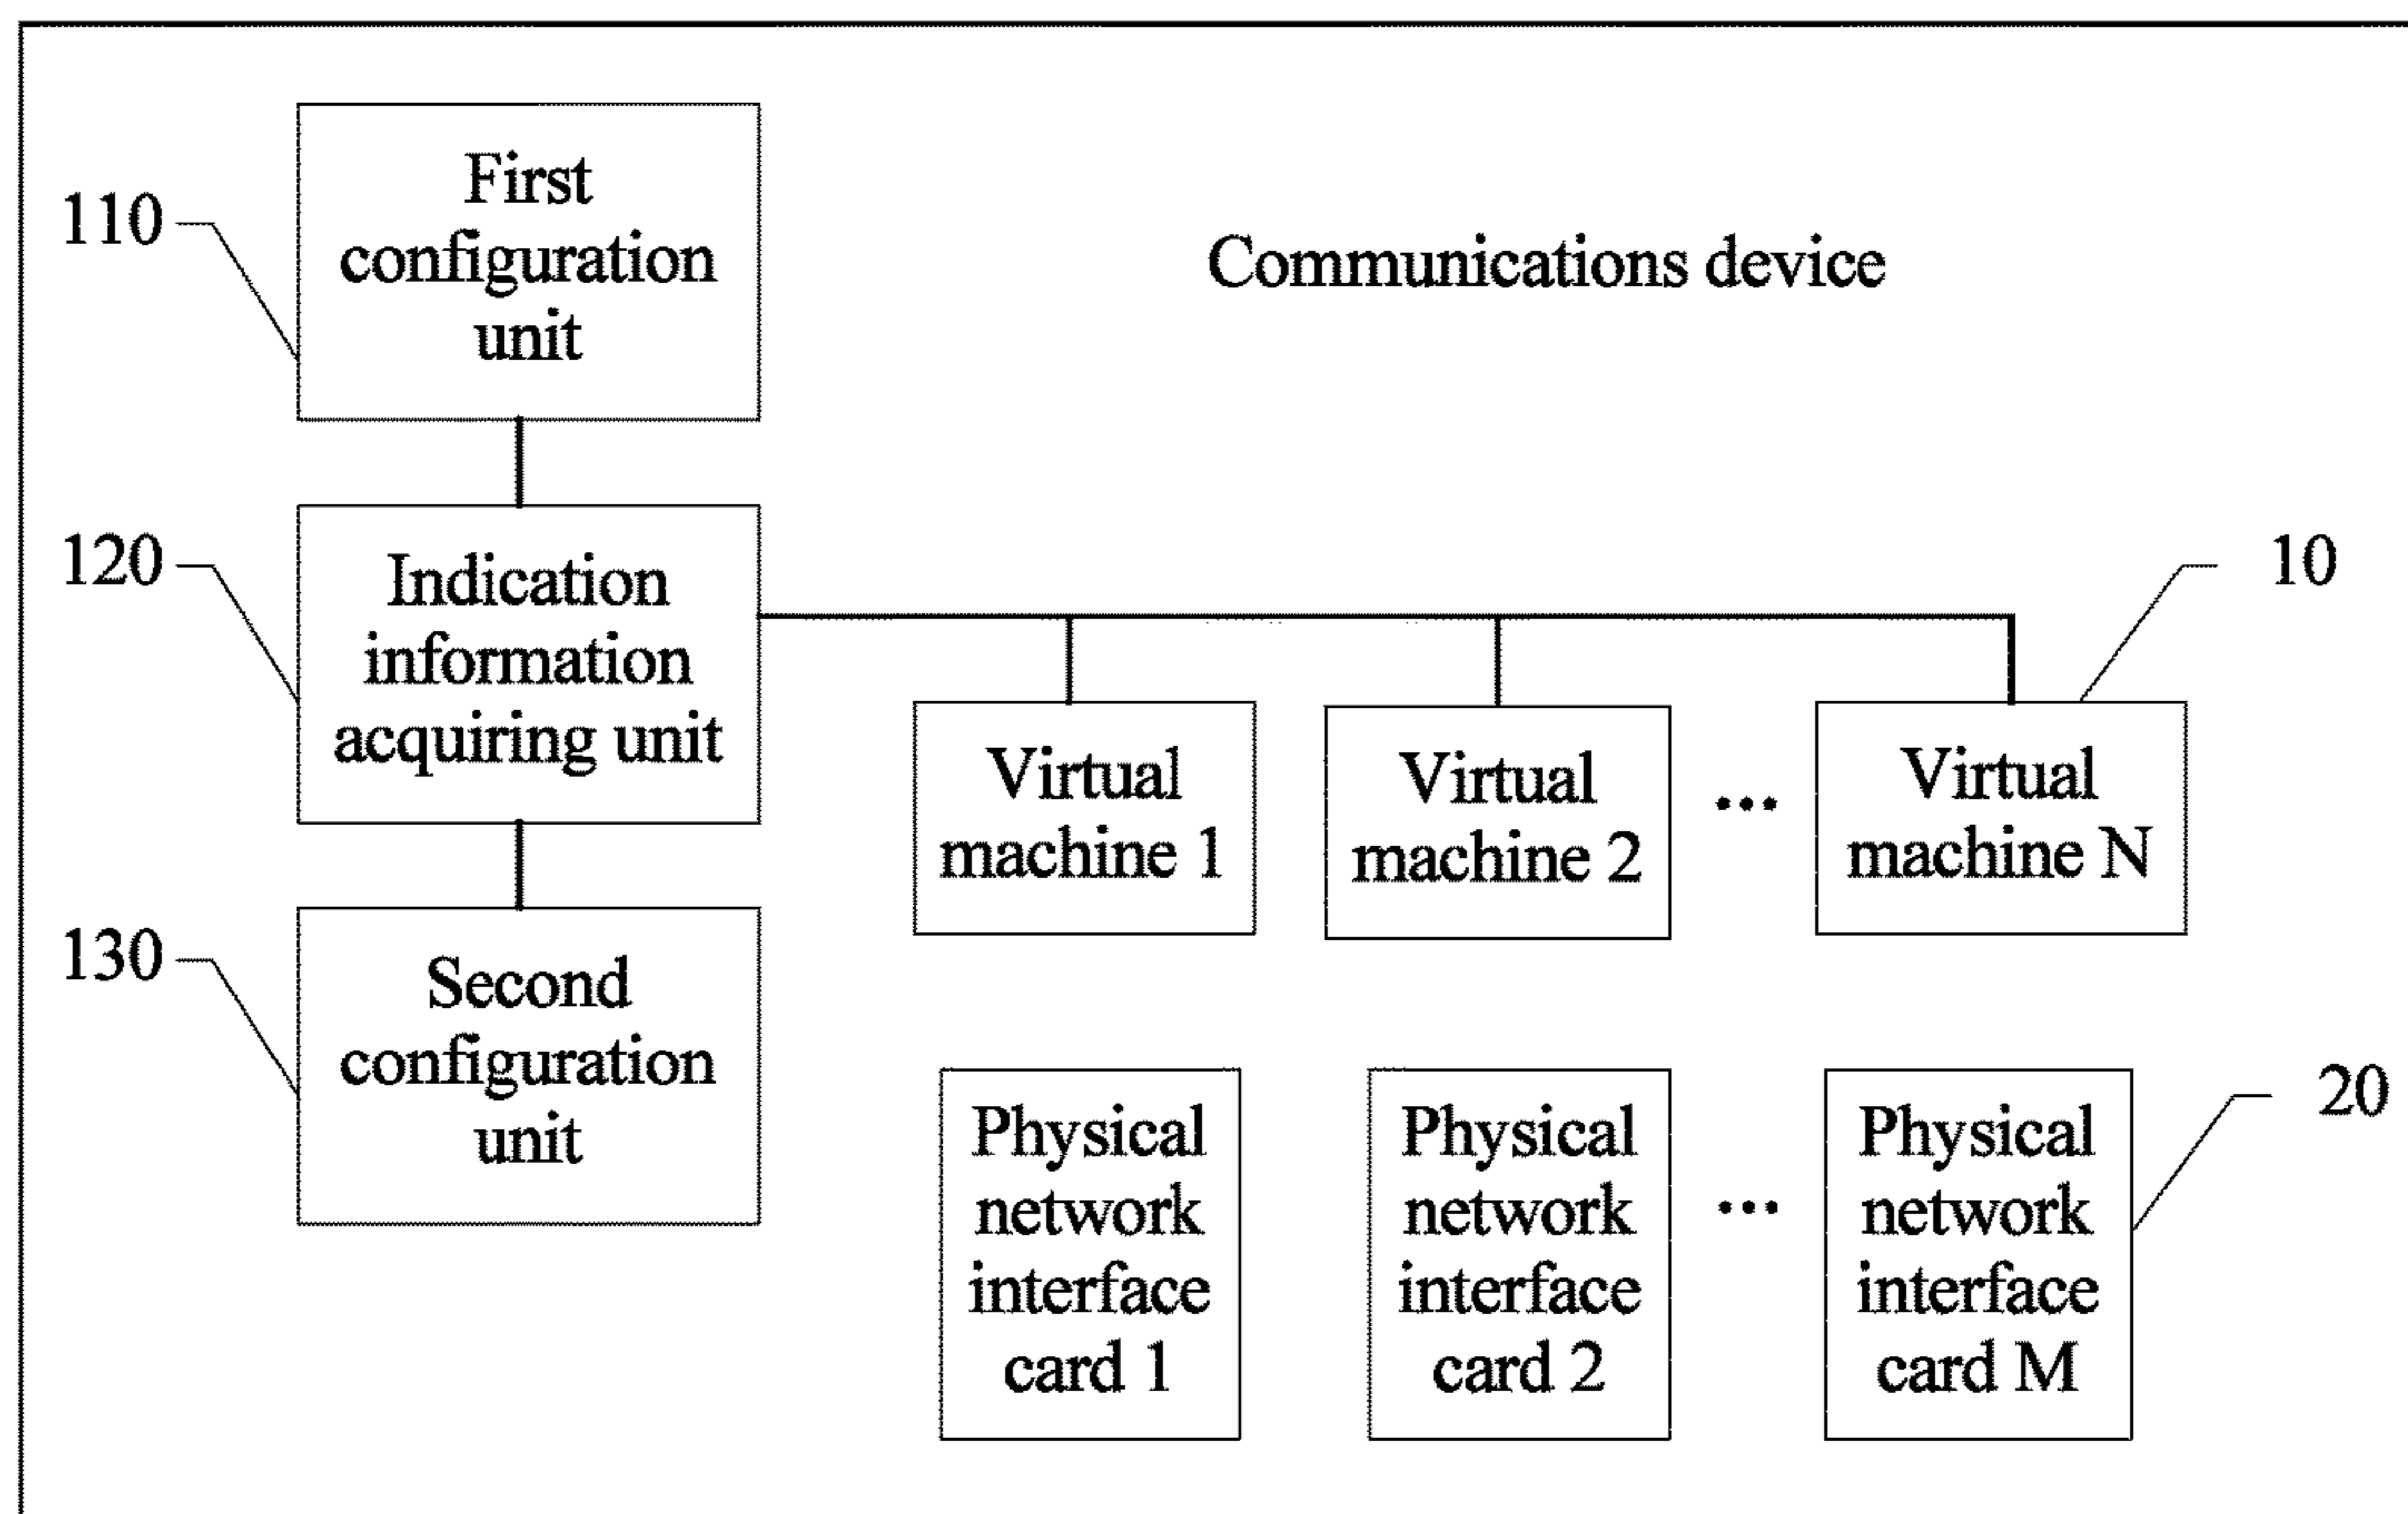 110
First
configuration
unit
Communications device
120
Indication
information
acquiring unit
10
Virtual
machine 1
Virtual
machine 2
...
Virtual
machine N
130
Second
configuration
unit
20
Physical
network
interface
card 1
Physical
network
interface
card 2
...
Physical
network
interface
card M